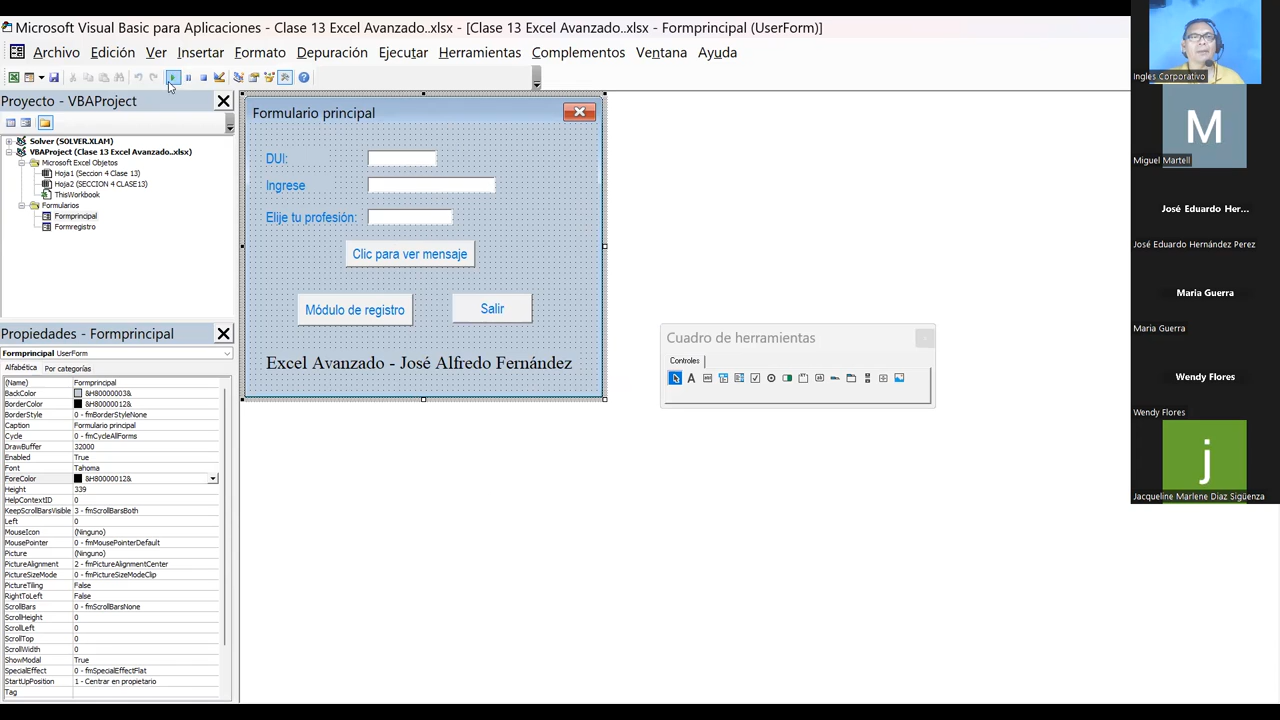 Microsoft Visual Basic para Aplicaciones - Clase 13 Excel Avanzado..xlsx - [Clase 13 Excel Avanzado..xlsx - Formprincipal (UserForm)]
Archivo Edición Ver Insertar Formato Depuración Ejecutar Herramientas Complementos Ventana Ayuda
Proyecto - VBAProject
Solver (SOLVER.XLAM)
VBAProject (Clase 13 Excel Avanzado..xlsx)
Microsoft Excel Objetos
Hoja1 (Seccion 4 Clase 13)
Hoja2 (SECCION 4 CLASE13)
ThisWorkbook
Formularios
Formprincipal
Formregistro
Propiedades - Formprincipal
Formprincipal UserForm
Alfabética Por categorías
(Name) Formprincipal
BackColor &H80000003&
BorderColor &H80000012&
BorderStyle 0 - fmBorderStyleNone
Caption Formulario principal
Cycle 0 - fmCycleAllForms
DrawBuffer 32000
Enabled True
Font Tahoma
ForeColor &H80000012&
Height 339
HelpContextID 0
KeepScrollBarsVisible 3 - fmScrollBarsBoth
Left 0
MouseIcon (Ninguno)
MousePointer 0 - fmMousePointerDefault
Picture (Ninguno)
PictureAlignment 2 - fmPictureAlignmentCenter
PictureSizeMode 0 - fmPictureSizeModeClip
PictureTiling False
RightToLeft False
ScrollBars 0 - fmScrollBarsNone
ScrollHeight 0
ScrollLeft 0
ScrollTop 0
ScrollWidth 0
ShowModal True
SpecialEffect 0 - fmSpecialEffectFlat
StartUpPosition 1 - Centrar en propietario
Tag
Formulario principal
DUI:
Ingrese
Elije tu profesión:
Clic para ver mensaje
Módulo de registro Salir
Excel Avanzado - José Alfredo Fernández
Cuadro de herramientas
Controles
A
Ingles Corporativo
M
Miguel Martell
José Eduardo Her...
José Eduardo Hernández Perez
Maria Guerra
Maria Guerra
Wendy Flores
Wendy Flores
j
Jacqueline Marlene Diaz Sigüenza